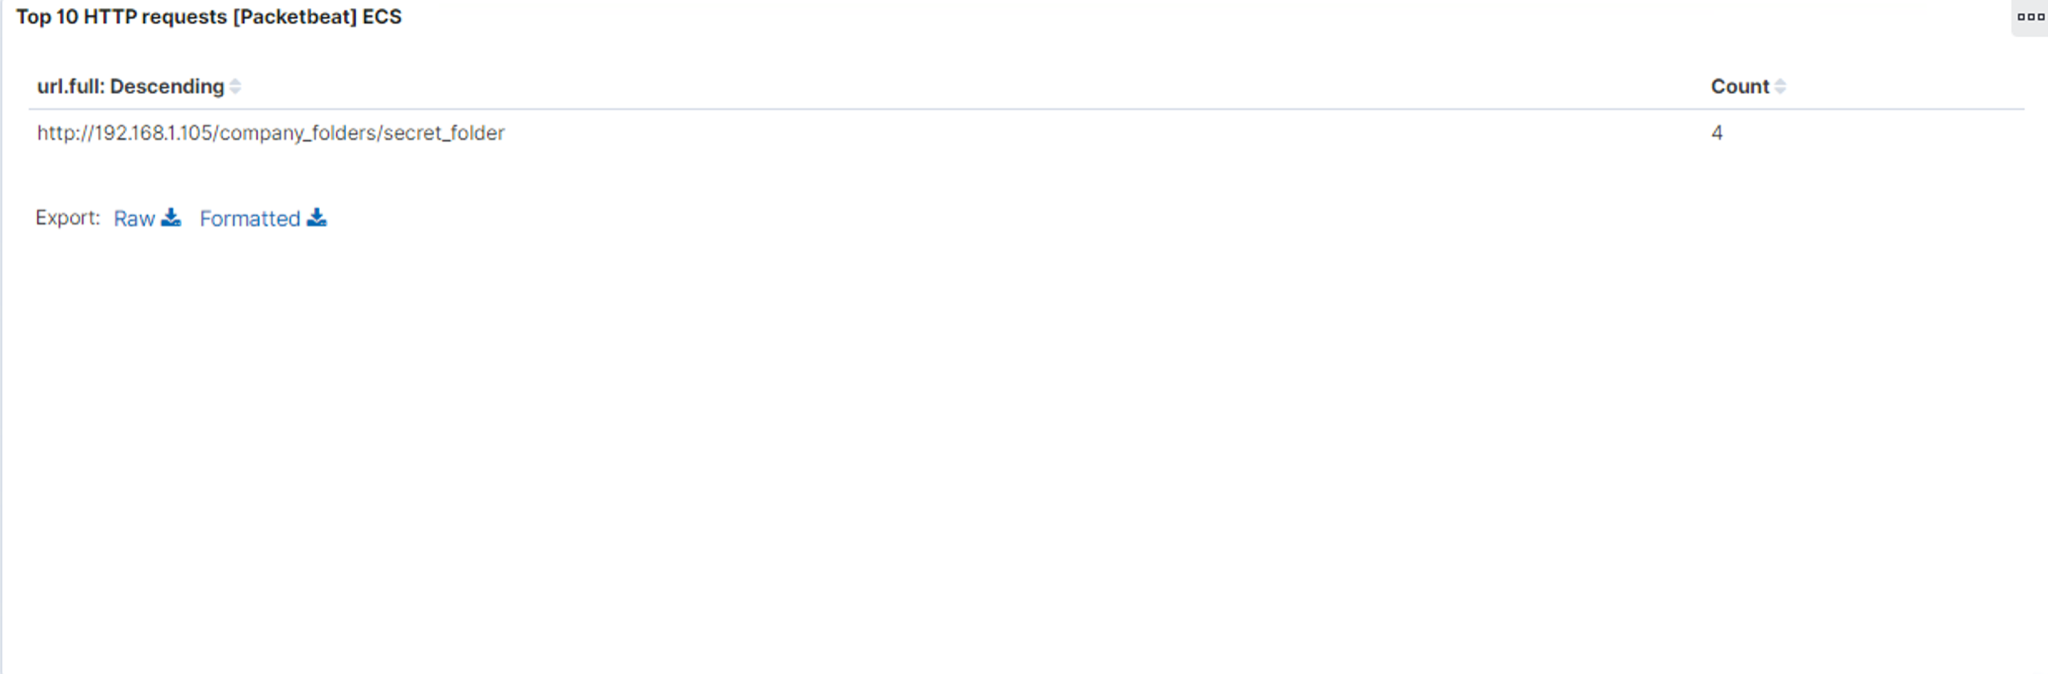 Top 10 HTTP requests [Packetbeat] ECS
url.full: Descending Count
http://192.168.1.105/company_folders/secret_folder 4
Export: Raw Formatted